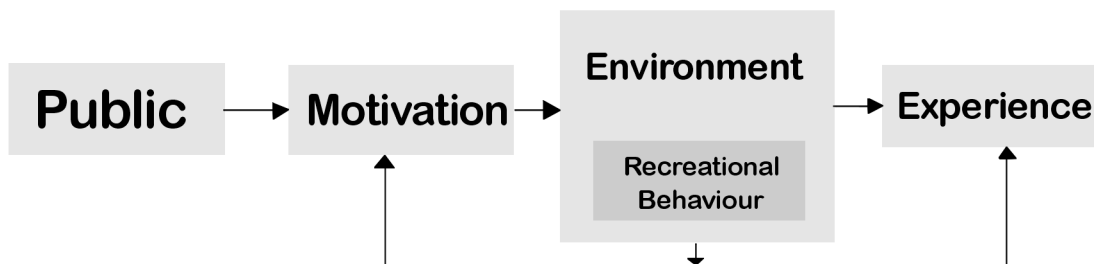 Public
Motivation
Environment
Recreational
Behaviour
Experience